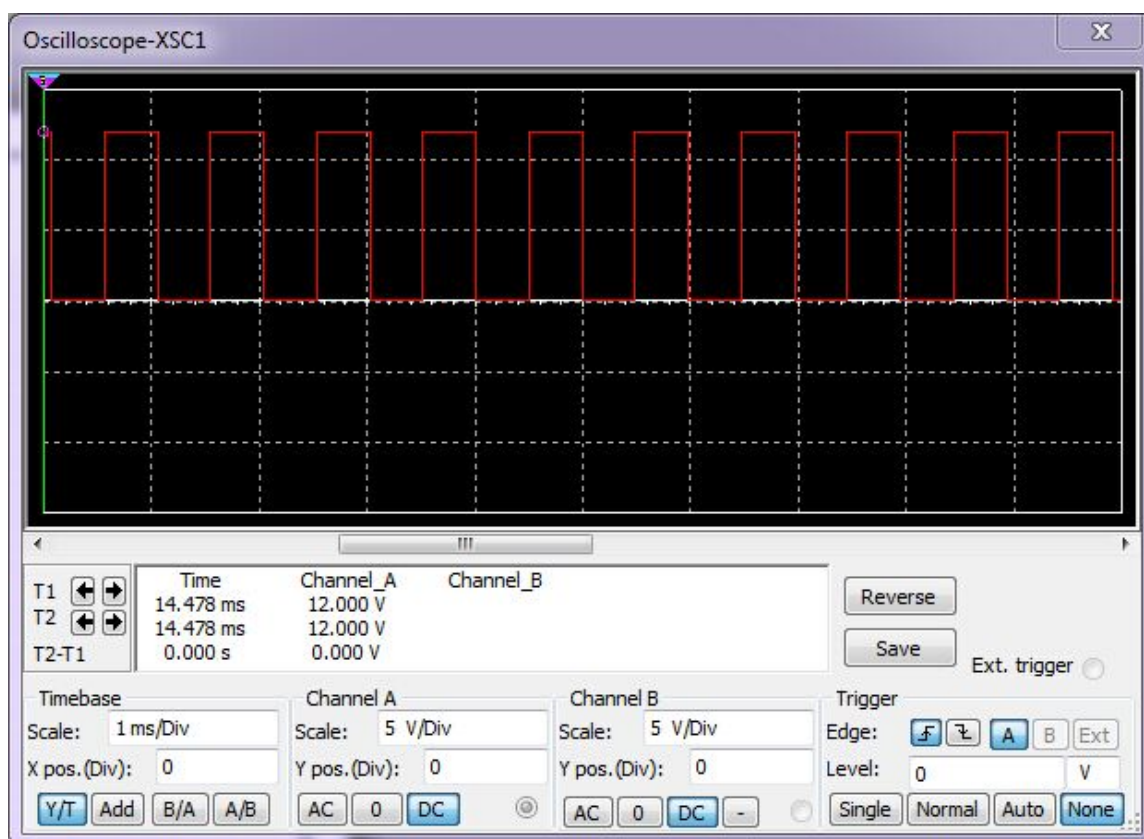 Oscilloscope-XSC1
T1
T2
T2-T1
Time Channel_A Channel_B
14.478 ms 12.000 V
14.478 ms 12.000 V
0.000 s 0.000 V
Reverse
Save
Ext. trigger
Timebase
Scale: 1 ms/Div
X pos.(Div): 0
Y/T Add B/A A/B
Channel A
Scale: 5 V/Div
Y pos.(Div): 0
AC 0 DC
Channel B
Scale: 5 V/Div
Y pos.(Div): 0
AC 0 DC -
Trigger
Edge: A B Ext
Level: 0 V
Single Normal Auto None